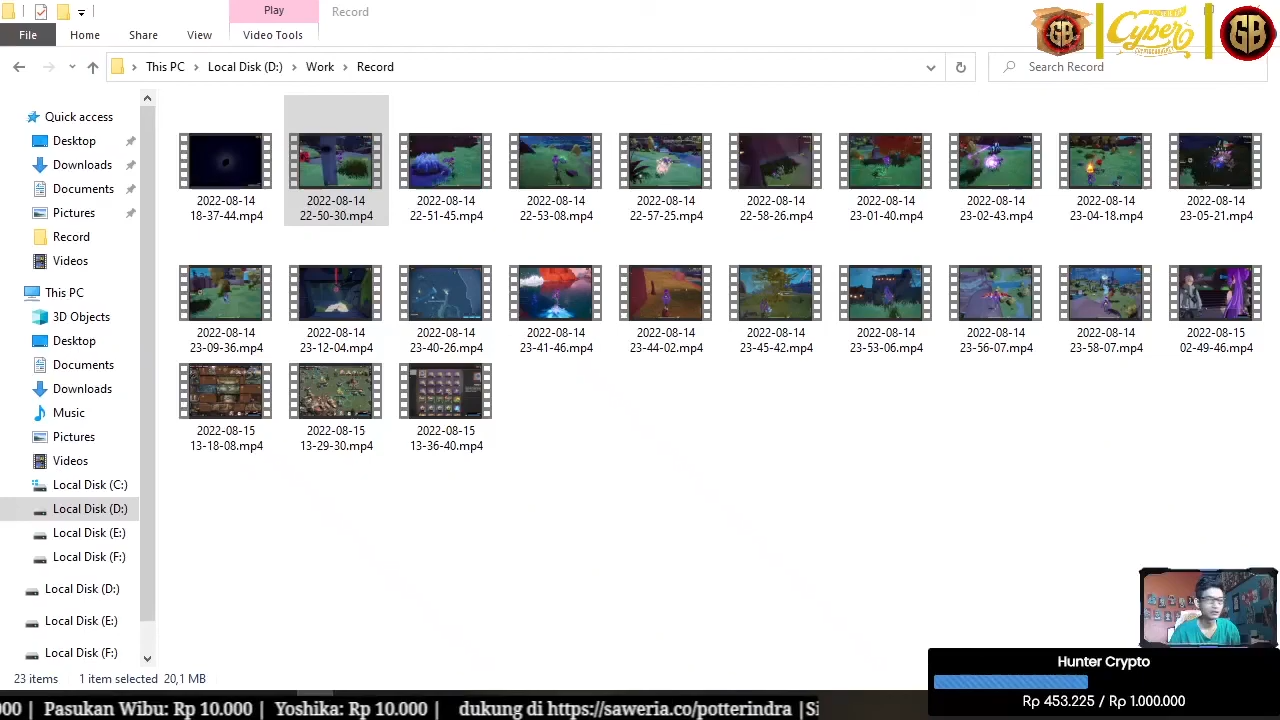 Play
Record
File
Home
Share
View
Video Tools
This PC
Local Disk (D:)
Work
Record
Search Record
GB
Cyber
GB
Quick access
Desktop
Downloads
Documents
Pictures
Record
Videos
This PC
3D Objects
Desktop
Documents
Downloads
Music
Pictures
Videos
Local Disk (C:)
Local Disk (D:)
Local Disk (E:)
Local Disk (F:)
Local Disk (D:)
Local Disk (E:)
Local Disk (F:)
2022-08-14
18-37-44.mp4
2022-08-14
22-50-30.mp4
2022-08-14
22-51-45.mp4
2022-08-14
22-53-08.mp4
2022-08-14
22-57-25.mp4
2022-08-14
22-58-26.mp4
2022-08-14
23-01-40.mp4
2022-08-14
23-02-43.mp4
2022-08-14
23-04-18.mp4
2022-08-14
23-05-21.mp4
2022-08-14
23-09-36.mp4
2022-08-14
23-12-04.mp4
2022-08-14
23-40-26.mp4
2022-08-14
23-41-46.mp4
2022-08-14
23-44-02.mp4
2022-08-14
23-45-42.mp4
2022-08-14
23-53-06.mp4
2022-08-14
23-56-07.mp4
2022-08-14
23-58-07.mp4
2022-08-15
02-49-46.mp4
2022-08-15
13-18-08.mp4
2022-08-15
13-29-30.mp4
2022-08-15
13-36-40.mp4
23 items
1 item selected 20,1 MB
Hunter Crypto
Rp 453.225 / Rp 1.000.000
000 | Pasukan Wibu: Rp 10.000 | Yoshika: Rp 10.000 | dukung di https://saweria.co/potterindra |Si